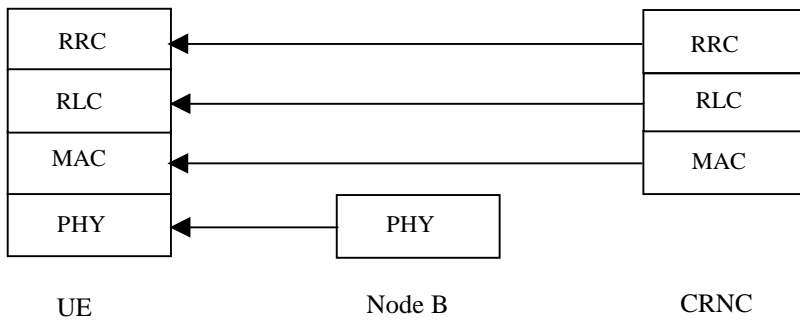 RRC RRC
RLC RLC
MAC MAC
PHY PHY
UE Node B CRNC